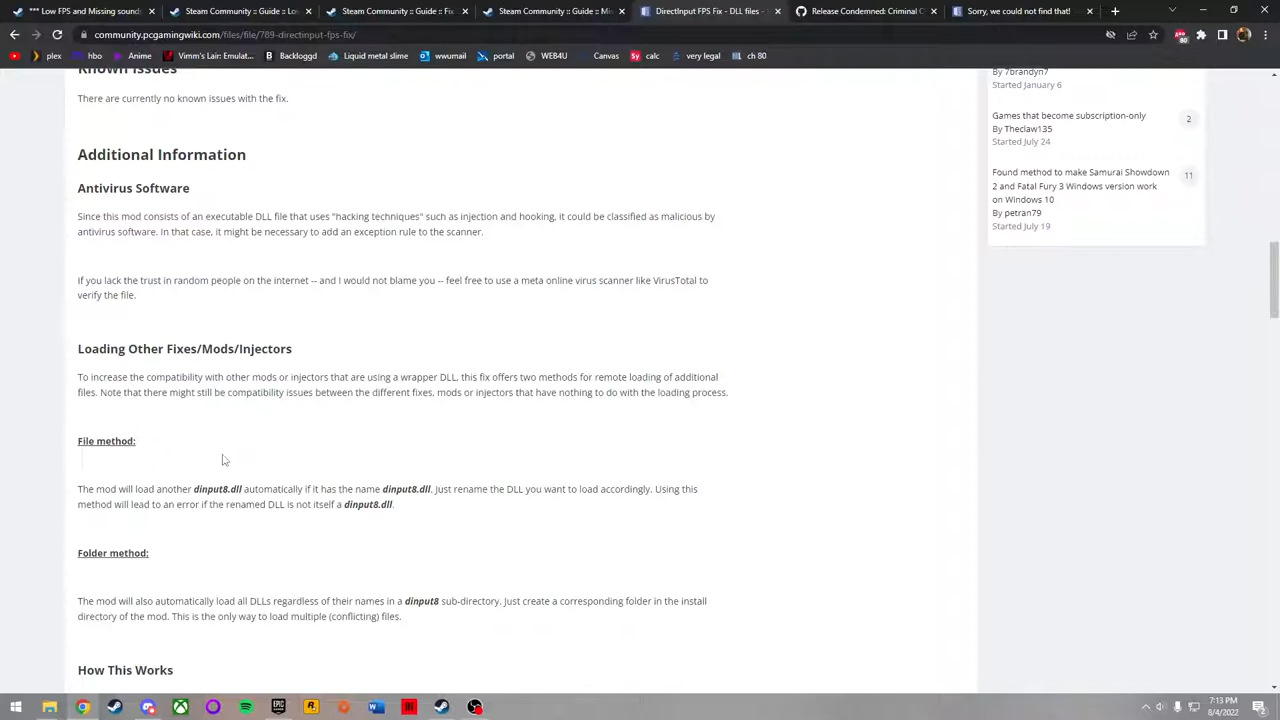 *** Low FPS and Missing sound:
Steam Community :: Guide :: Lo
Steam Community :: Guide :: Fix
Steam Community :: Guide :: Mi
DirectInput FPS Fix - DLL files -
Release Condemned: Criminal C
Sorry, we could not find that!
community.pcgamingwiki.com/files/file/789-directinput-fps-fix/
plex
hbo
Anime
Vimm's Lair: Emulat...
Backloggd
Liquid metal slime
wwumail
portal
WEB4U
Canvas
calc
very legal
ch 80
Known Issues
There are currently no known issues with the fix.
Additional Information
Antivirus Software
Since this mod consists of an executable DLL file that uses "hacking techniques" such as injection and hooking, it could be classified as malicious by
antivirus software. In that case, it might be necessary to add an exception rule to the scanner.
If you lack the trust in random people on the internet -- and I would not blame you -- feel free to use a meta online virus scanner like VirusTotal to
verify the file.
Loading Other Fixes/Mods/Injectors
To increase the compatibility with other mods or injectors that are using a wrapper DLL, this fix offers two methods for remote loading of additional
files. Note that there might still be compatibility issues between the different fixes, mods or injectors that have nothing to do with the loading process.
File method:
The mod will load another dinput8.dll automatically if it has the name dinput8.dll. Just rename the DLL you want to load accordingly. Using this
method will lead to an error if the renamed DLL is not itself a dinput8.dll.
Folder method:
The mod will also automatically load all DLLs regardless of their names in a dinput8 sub-directory. Just create a corresponding folder in the install
directory of the mod. This is the only way to load multiple (conflicting) files.
How This Works
By 7brandyn7
Started January 6
Games that become subscription-only
2
By Theclaw135
Started July 24
Found method to make Samurai Showdown
11
2 and Fatal Fury 3 Windows version work
on Windows 10
By petran79
Started July 19
7:13 PM
8/4/2022